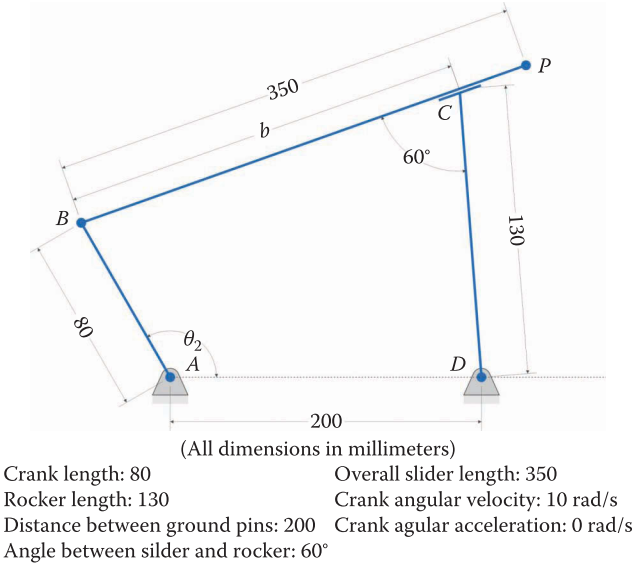 350
P
b
C
60°
B
130
80
θ2
A
D
200
(All dimensions in millimeters)
Crank length: 80
Overall slider length: 350
Rocker length: 130
Crank angular velocity: 10 rad/s
Distance between ground pins: 200
Crank agular acceleration: 0 rad/s
Angle between silder and rocker: 60°